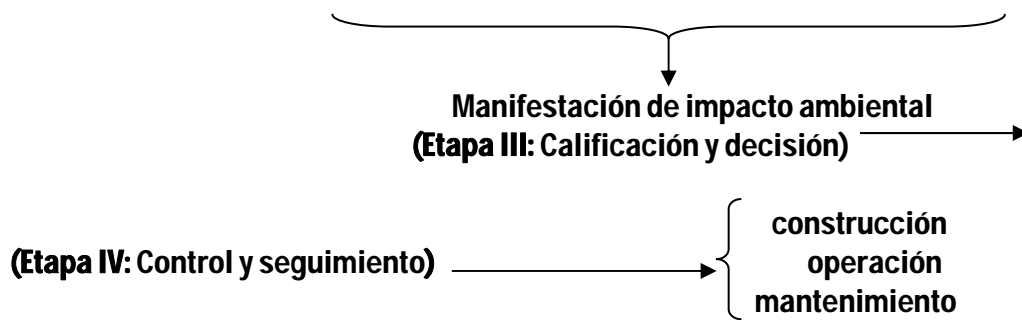 Manifestación de impacto ambiental
(Etapa III: Calificación y decisión)
construcción
(Etapa IV: Control y seguimiento)
operación
mantenimiento